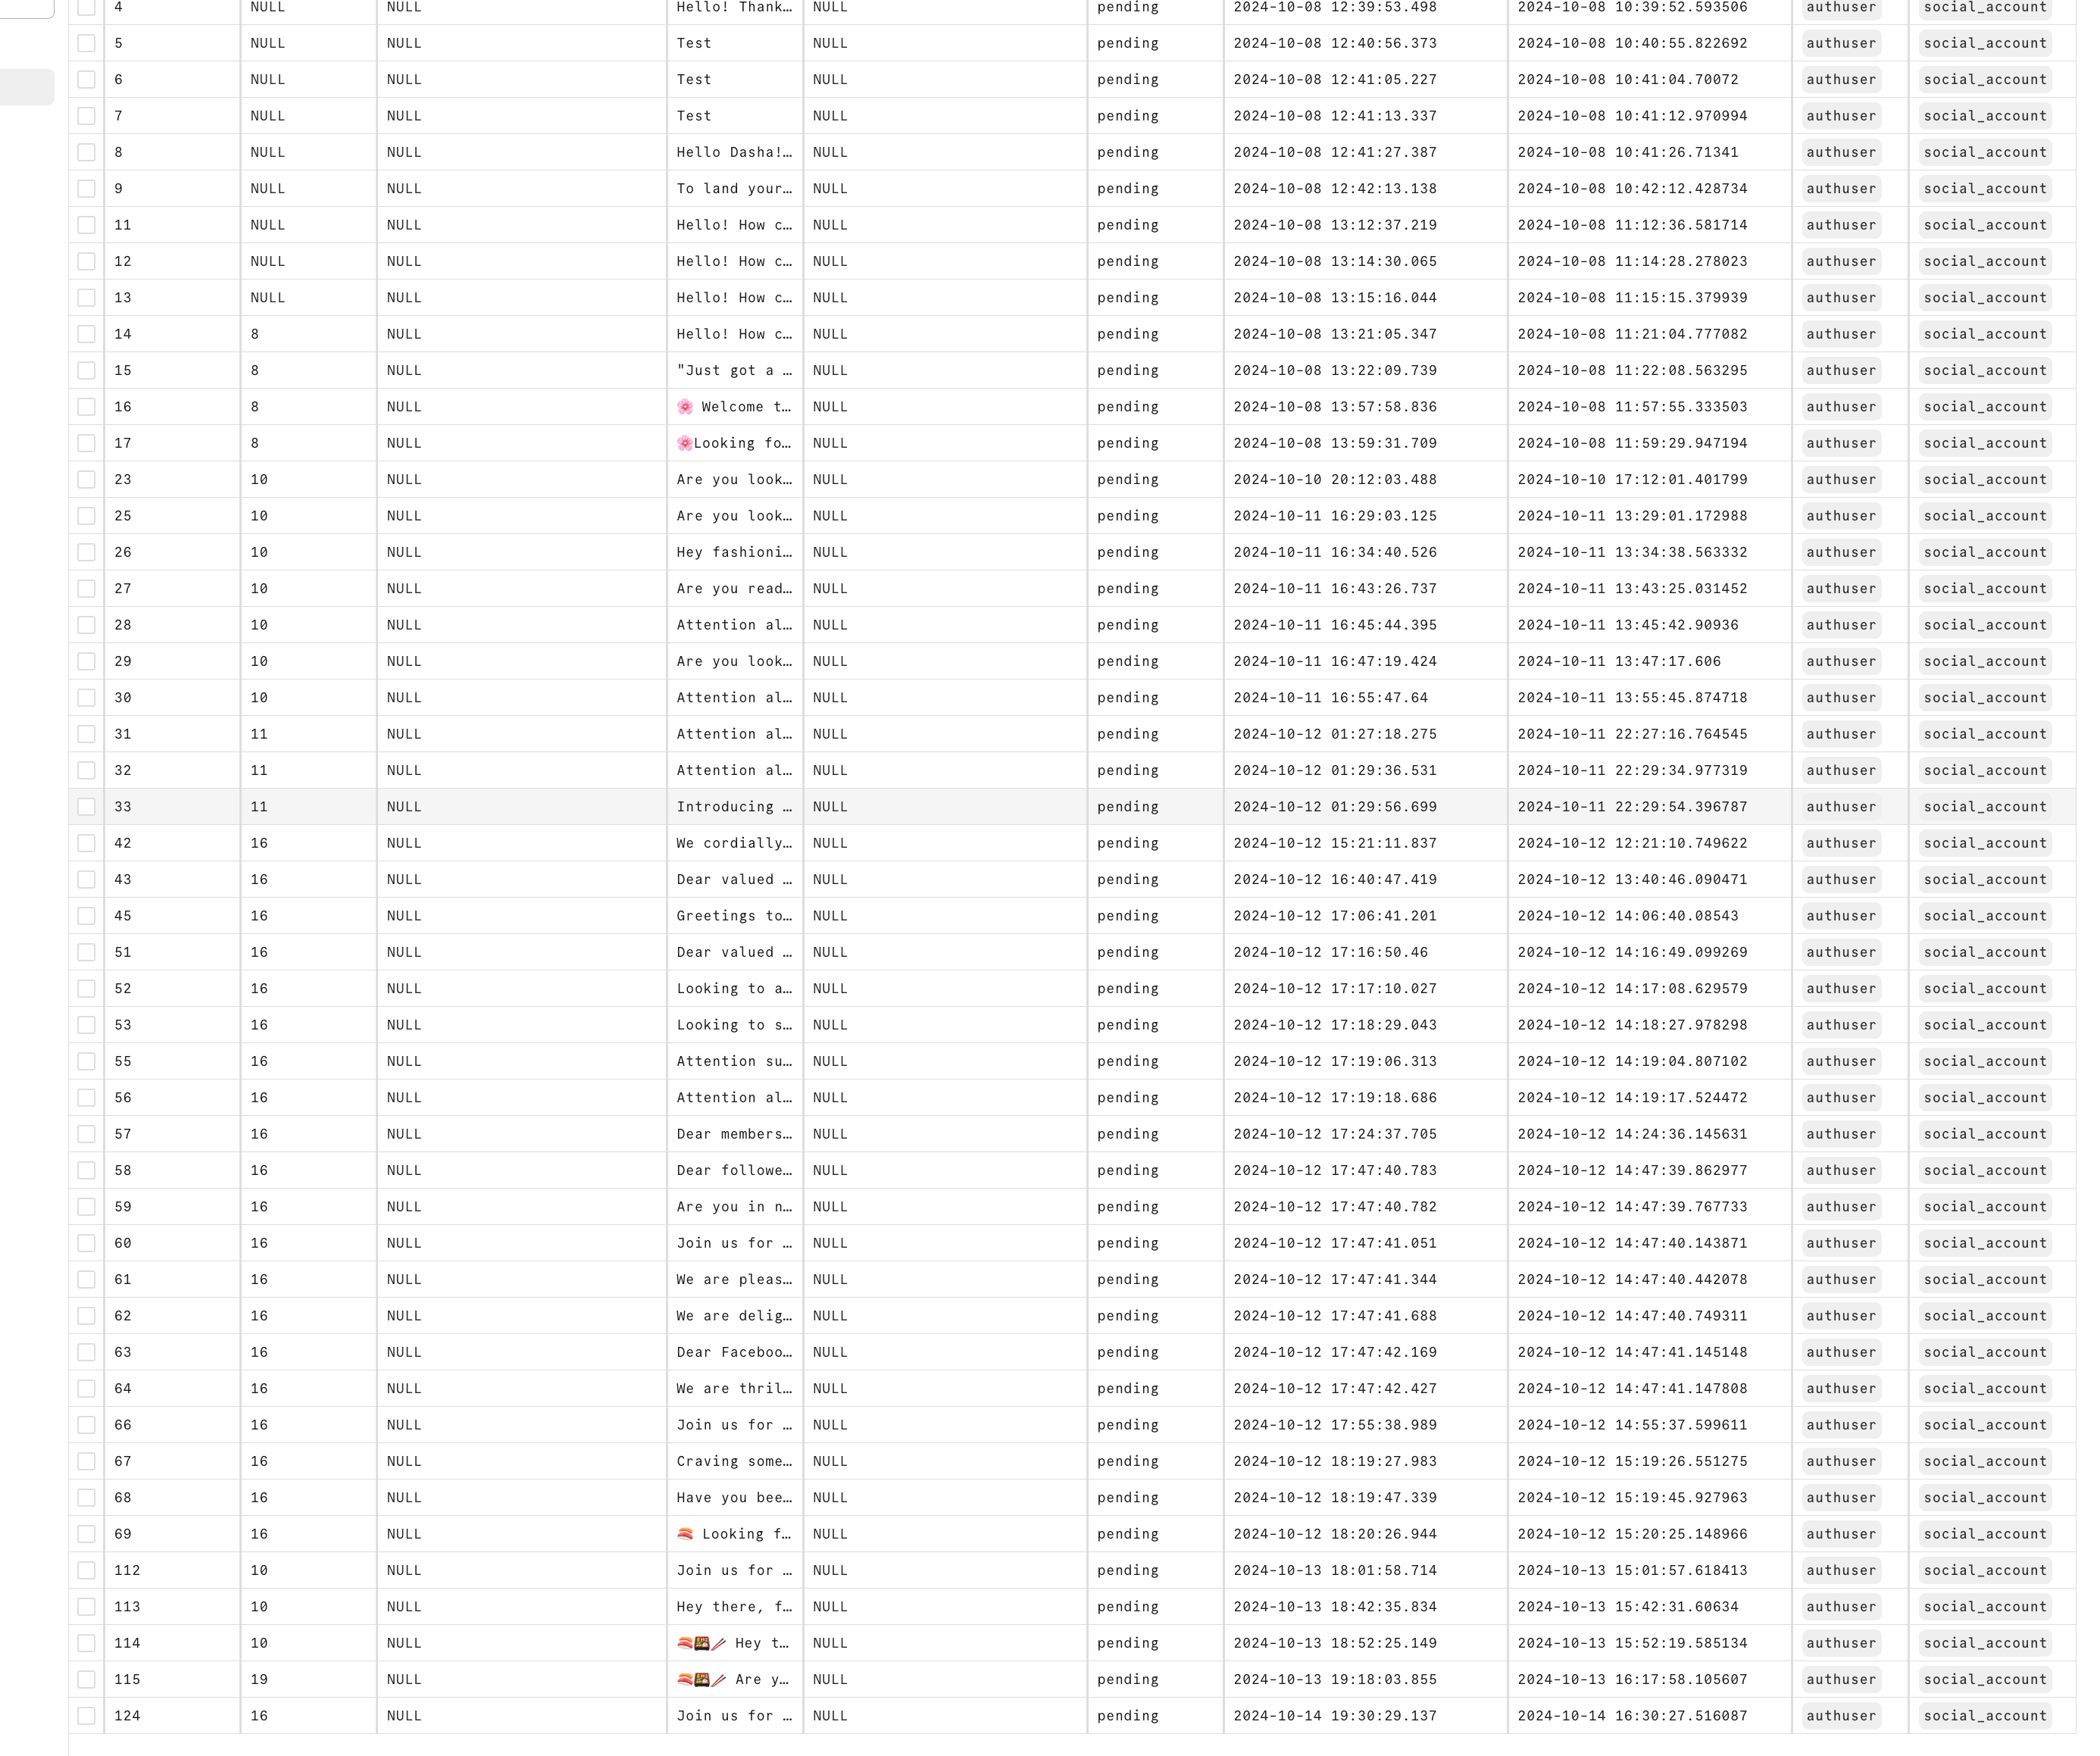 4 NULL NULL Hello! Thank… NULL pending 2024-10-08 12:39:53.498 2024-10-08 10:39:52.593506 authuser social_account
5 NULL NULL Test NULL pending 2024-10-08 12:40:56.373 2024-10-08 10:40:55.822692 authuser social_account
6 NULL NULL Test NULL pending 2024-10-08 12:41:05.227 2024-10-08 10:41:04.70072 authuser social_account
7 NULL NULL Test NULL pending 2024-10-08 12:41:13.337 2024-10-08 10:41:12.970994 authuser social_account
8 NULL NULL Hello Dasha!… NULL pending 2024-10-08 12:41:27.387 2024-10-08 10:41:26.71341 authuser social_account
9 NULL NULL To land your… NULL pending 2024-10-08 12:42:13.138 2024-10-08 10:42:12.428734 authuser social_account
11 NULL NULL Hello! How c… NULL pending 2024-10-08 13:12:37.219 2024-10-08 11:12:36.581714 authuser social_account
12 NULL NULL Hello! How c… NULL pending 2024-10-08 13:14:30.065 2024-10-08 11:14:28.278023 authuser social_account
13 NULL NULL Hello! How c… NULL pending 2024-10-08 13:15:16.044 2024-10-08 11:15:15.379939 authuser social_account
14 8 NULL Hello! How c… NULL pending 2024-10-08 13:21:05.347 2024-10-08 11:21:04.777082 authuser social_account
15 8 NULL "Just got a … NULL pending 2024-10-08 13:22:09.739 2024-10-08 11:22:08.563295 authuser social_account
16 8 NULL 🌸 Welcome t… NULL pending 2024-10-08 13:57:58.836 2024-10-08 11:57:55.333503 authuser social_account
17 8 NULL 🌸Looking fo… NULL pending 2024-10-08 13:59:31.709 2024-10-08 11:59:29.947194 authuser social_account
23 10 NULL Are you look… NULL pending 2024-10-10 20:12:03.488 2024-10-10 17:12:01.401799 authuser social_account
25 10 NULL Are you look… NULL pending 2024-10-11 16:29:03.125 2024-10-11 13:29:01.172988 authuser social_account
26 10 NULL Hey fashioni… NULL pending 2024-10-11 16:34:40.526 2024-10-11 13:34:38.563332 authuser social_account
27 10 NULL Are you read… NULL pending 2024-10-11 16:43:26.737 2024-10-11 13:43:25.031452 authuser social_account
28 10 NULL Attention al… NULL pending 2024-10-11 16:45:44.395 2024-10-11 13:45:42.90936 authuser social_account
29 10 NULL Are you look… NULL pending 2024-10-11 16:47:19.424 2024-10-11 13:47:17.606 authuser social_account
30 10 NULL Attention al… NULL pending 2024-10-11 16:55:47.64 2024-10-11 13:55:45.874718 authuser social_account
31 11 NULL Attention al… NULL pending 2024-10-12 01:27:18.275 2024-10-11 22:27:16.764545 authuser social_account
32 11 NULL Attention al… NULL pending 2024-10-12 01:29:36.531 2024-10-11 22:29:34.977319 authuser social_account
33 11 NULL Introducing … NULL pending 2024-10-12 01:29:56.699 2024-10-11 22:29:54.396787 authuser social_account
42 16 NULL We cordially… NULL pending 2024-10-12 15:21:11.837 2024-10-12 12:21:10.749622 authuser social_account
43 16 NULL Dear valued … NULL pending 2024-10-12 16:40:47.419 2024-10-12 13:40:46.090471 authuser social_account
45 16 NULL Greetings to… NULL pending 2024-10-12 17:06:41.201 2024-10-12 14:06:40.08543 authuser social_account
51 16 NULL Dear valued … NULL pending 2024-10-12 17:16:50.46 2024-10-12 14:16:49.099269 authuser social_account
52 16 NULL Looking to a… NULL pending 2024-10-12 17:17:10.027 2024-10-12 14:17:08.629579 authuser social_account
53 16 NULL Looking to s… NULL pending 2024-10-12 17:18:29.043 2024-10-12 14:18:27.978298 authuser social_account
55 16 NULL Attention su… NULL pending 2024-10-12 17:19:06.313 2024-10-12 14:19:04.807102 authuser social_account
56 16 NULL Attention al… NULL pending 2024-10-12 17:19:18.686 2024-10-12 14:19:17.524472 authuser social_account
57 16 NULL Dear members… NULL pending 2024-10-12 17:24:37.705 2024-10-12 14:24:36.145631 authuser social_account
58 16 NULL Dear followe… NULL pending 2024-10-12 17:47:40.783 2024-10-12 14:47:39.862977 authuser social_account
59 16 NULL Are you in n… NULL pending 2024-10-12 17:47:40.782 2024-10-12 14:47:39.767733 authuser social_account
60 16 NULL Join us for … NULL pending 2024-10-12 17:47:41.051 2024-10-12 14:47:40.143871 authuser social_account
61 16 NULL We are pleas… NULL pending 2024-10-12 17:47:41.344 2024-10-12 14:47:40.442078 authuser social_account
62 16 NULL We are delig… NULL pending 2024-10-12 17:47:41.688 2024-10-12 14:47:40.749311 authuser social_account
63 16 NULL Dear Faceboo… NULL pending 2024-10-12 17:47:42.169 2024-10-12 14:47:41.145148 authuser social_account
64 16 NULL We are thril… NULL pending 2024-10-12 17:47:42.427 2024-10-12 14:47:41.147808 authuser social_account
66 16 NULL Join us for … NULL pending 2024-10-12 17:55:38.989 2024-10-12 14:55:37.599611 authuser social_account
67 16 NULL Craving some… NULL pending 2024-10-12 18:19:27.983 2024-10-12 15:19:26.551275 authuser social_account
68 16 NULL Have you bee… NULL pending 2024-10-12 18:19:47.339 2024-10-12 15:19:45.927963 authuser social_account
69 16 NULL 🍣 Looking f… NULL pending 2024-10-12 18:20:26.944 2024-10-12 15:20:25.148966 authuser social_account
112 10 NULL Join us for … NULL pending 2024-10-13 18:01:58.714 2024-10-13 15:01:57.618413 authuser social_account
113 10 NULL Hey there, f… NULL pending 2024-10-13 18:42:35.834 2024-10-13 15:42:31.60634 authuser social_account
114 10 NULL 🍣🍱🥢 Hey t… NULL pending 2024-10-13 18:52:25.149 2024-10-13 15:52:19.585134 authuser social_account
115 19 NULL 🍣🍱🥢 Are y… NULL pending 2024-10-13 19:18:03.855 2024-10-13 16:17:58.105607 authuser social_account
124 16 NULL Join us for … NULL pending 2024-10-14 19:30:29.137 2024-10-14 16:30:27.516087 authuser social_account